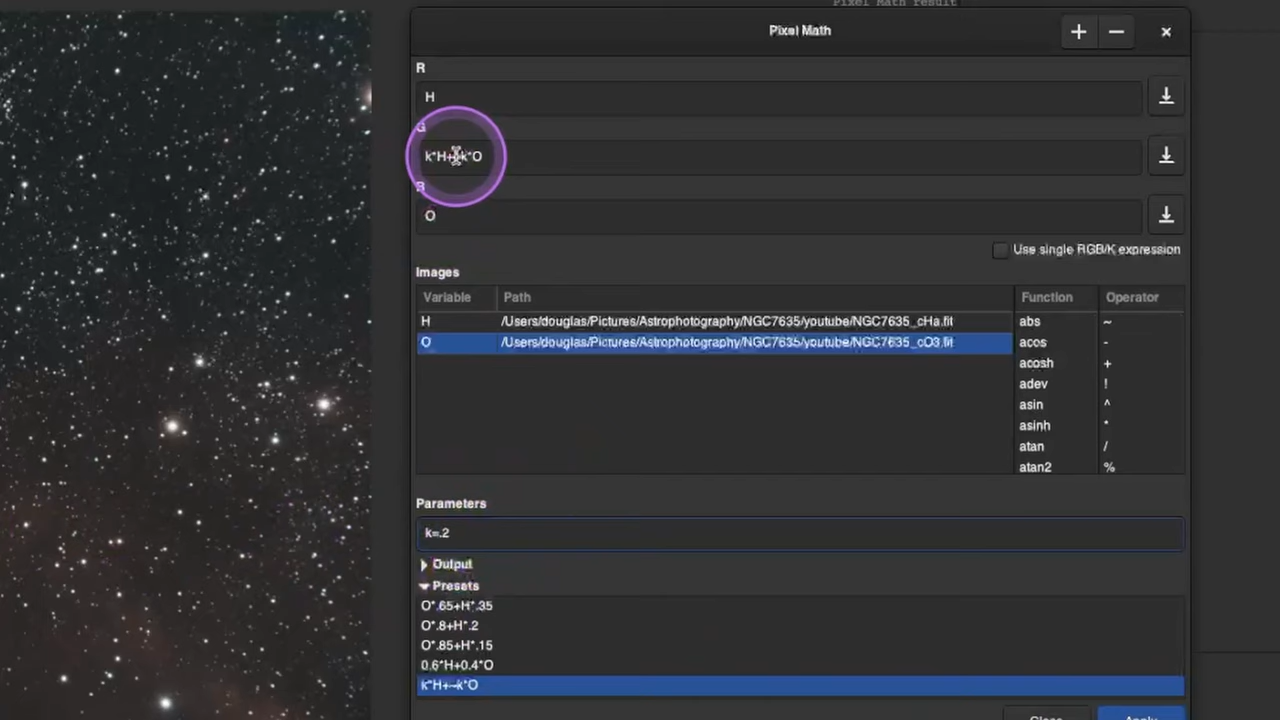 Pixel Math result
Pixel Math
R
H
G
k*H+~k*O
B
O
Use single RGB/K expression
Images
Variable Path Function Operator
H /Users/douglas/Pictures/Astrophotography/NGC7635/youtube/NGC7635_cHa.fit abs ~
O /Users/douglas/Pictures/Astrophotography/NGC7635/youtube/NGC7635_cO3.fit acos -
acosh +
adev !
asin ^
asinh *
atan /
atan2 %
Parameters
k=.2
Output
Presets
O*.65+H*.35
O*.8+H*.2
O*.85+H*.15
0.6*H+0.4*O
k*H+~k*O
Close Apply